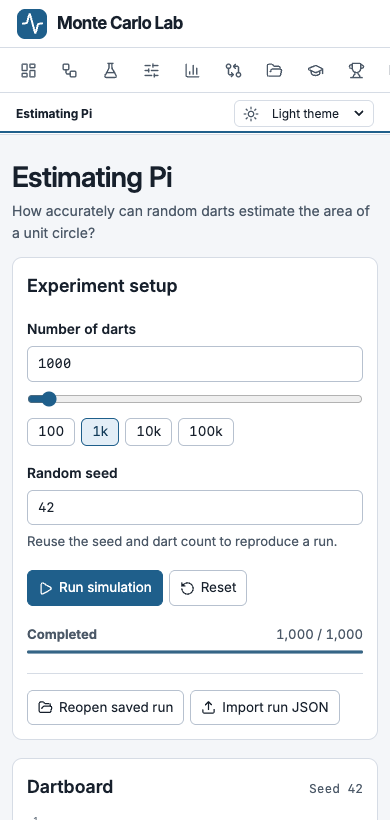 Monte Carlo Lab
Estimating Pi
Light theme
Estimating Pi
How accurately can random darts estimate the area of
a unit circle?
Experiment setup
Number of darts
1000
100
1k
10k
100k
Random seed
42
Reuse the seed and dart count to reproduce a run.
Run simulation
Reset
Completed
1,000 / 1,000
Reopen saved run
Import run JSON
Dartboard
Seed 42